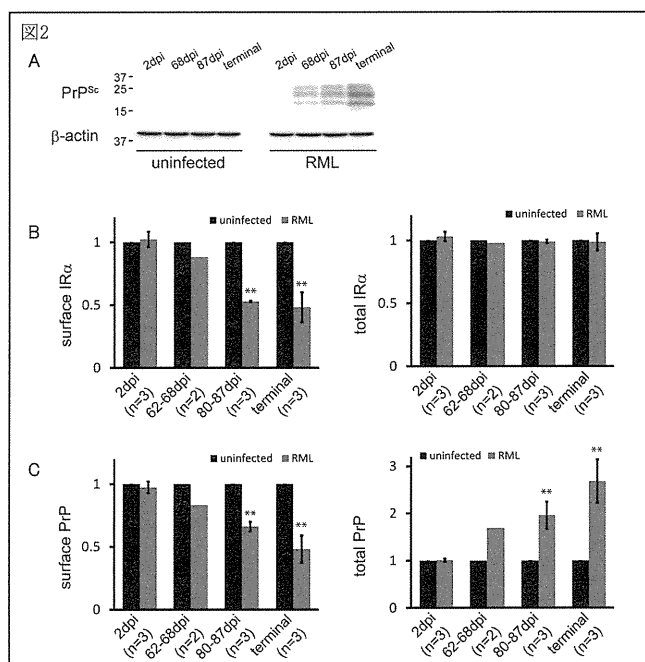 図2
A
2dpi 68dpi 87dpi terminal 2dpi 68dpi 87dpi terminal
37-
PrPSc 25-
15-
β-actin 37-
uninfected RML
B
uninfected RML
surface IRα
1
0.5
0
2dpi (n=3) 62-68dpi (n=2) 80-87dpi (n=3) terminal (n=3)
** **
uninfected RML
total IRα
1
0.5
0
2dpi (n=3) 62-68dpi (n=2) 80-87dpi (n=3) terminal (n=3)
C
uninfected RML
surface PrP
1
0.5
0
2dpi (n=3) 62-68dpi (n=2) 80-87dpi (n=3) terminal (n=3)
** **
uninfected RML
total PrP
3
2
1
0
2dpi (n=3) 62-68dpi (n=2) 80-87dpi (n=3) terminal (n=3)
** **